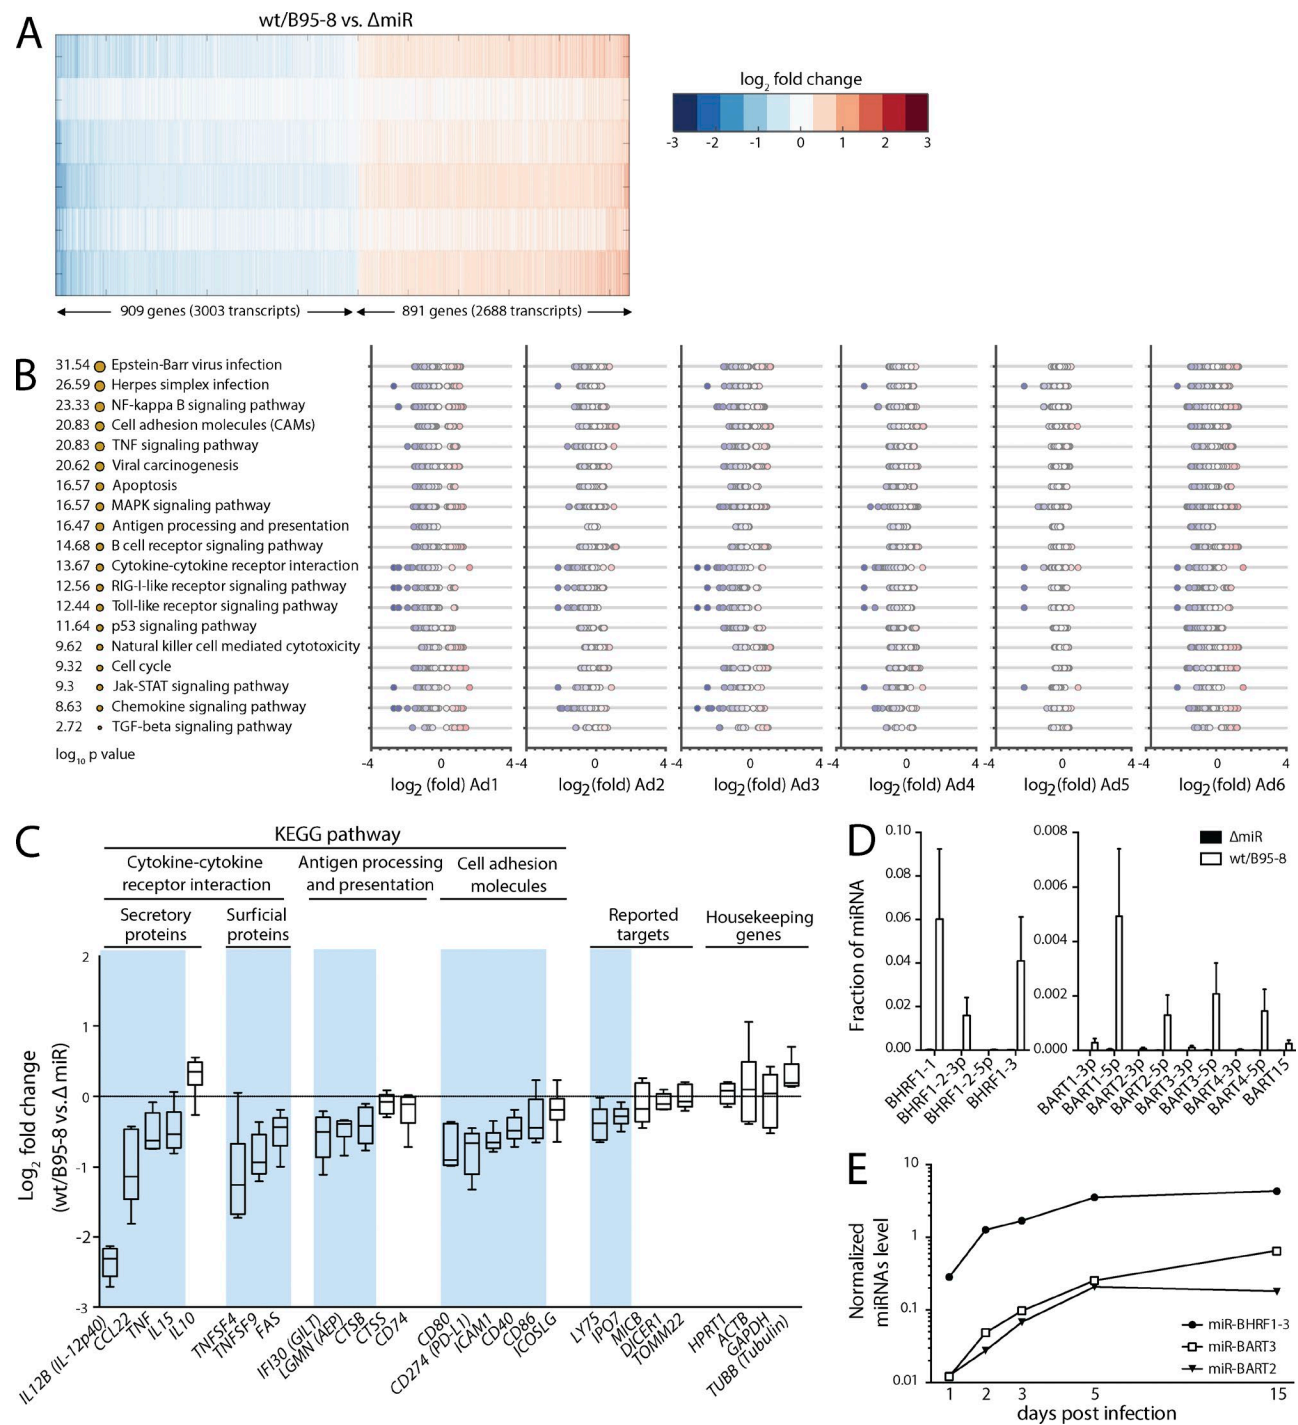 A
wt/B95-8 vs. ΔmiR
log2 fold change
-3 -2 -1 0 1 2 3
909 genes (3003 transcripts) 891 genes (2688 transcripts)
B
31.54 Epstein-Barr virus infection
26.59 Herpes simplex infection
23.33 NF-kappa B signaling pathway
20.83 Cell adhesion molecules (CAMs)
20.83 TNF signaling pathway
20.62 Viral carcinogenesis
16.57 Apoptosis
16.57 MAPK signaling pathway
16.47 Antigen processing and presentation
14.68 B cell receptor signaling pathway
13.67 Cytokine-cytokine receptor interaction
12.56 RIG-I-like receptor signaling pathway
12.44 Toll-like receptor signaling pathway
11.64 p53 signaling pathway
9.62 Natural killer cell mediated cytotoxicity
9.32 Cell cycle
9.3 Jak-STAT signaling pathway
8.63 Chemokine signaling pathway
2.72 TGF-beta signaling pathway
log10 p value
-4 0 4 -4 0 4 -4 0 4 -4 0 4 -4 0 4 -4 0 4
log2(fold) Ad1 log2(fold) Ad2 log2(fold) Ad3 log2(fold) Ad4 log2(fold) Ad5 log2(fold) Ad6
C
KEGG pathway
Cytokine-cytokine
receptor interaction
Antigen processing
and presentation
Cell adhesion
molecules
Secretory
proteins
Surficial
proteins
Reported
targets
Housekeeping
genes
Log2 fold change
(wt/B95-8 vs.ΔmiR)
2
1
0
-1
-2
-3
IL12B (IL-12p40)
CCL22
TNF
IL15
IL10
TNFSF4
TNFSF9
FAS
IFI30 (GILT)
LGMN (AEP)
CTSB
CTSS
CD74
CD80
CD274 (PD-L1)
ICAM1
CD40
CD86
ICOSLG
LY75
IPO7
MICB
DICER1
TOMM22
HPRT1
ACTB
GAPDH
TUBB (Tubulin)
D
Fraction of miRNA
0.10
0.08
0.06
0.04
0.02
0.00
BHRF1-1
BHRF1-2-3p
BHRF1-2-5p
BHRF1-3
0.008
0.006
0.004
0.002
0.000
BART1-3p
BART1-5p
BART2-3p
BART2-5p
BART3-3p
BART3-5p
BART4-3p
BART4-5p
BART15
ΔmiR
wt/B95-8
E
Normalized
miRNAs level
10
1
0.1
0.01
miR-BHRF1-3
miR-BART3
miR-BART2
1 2 3 5 15
days post infection